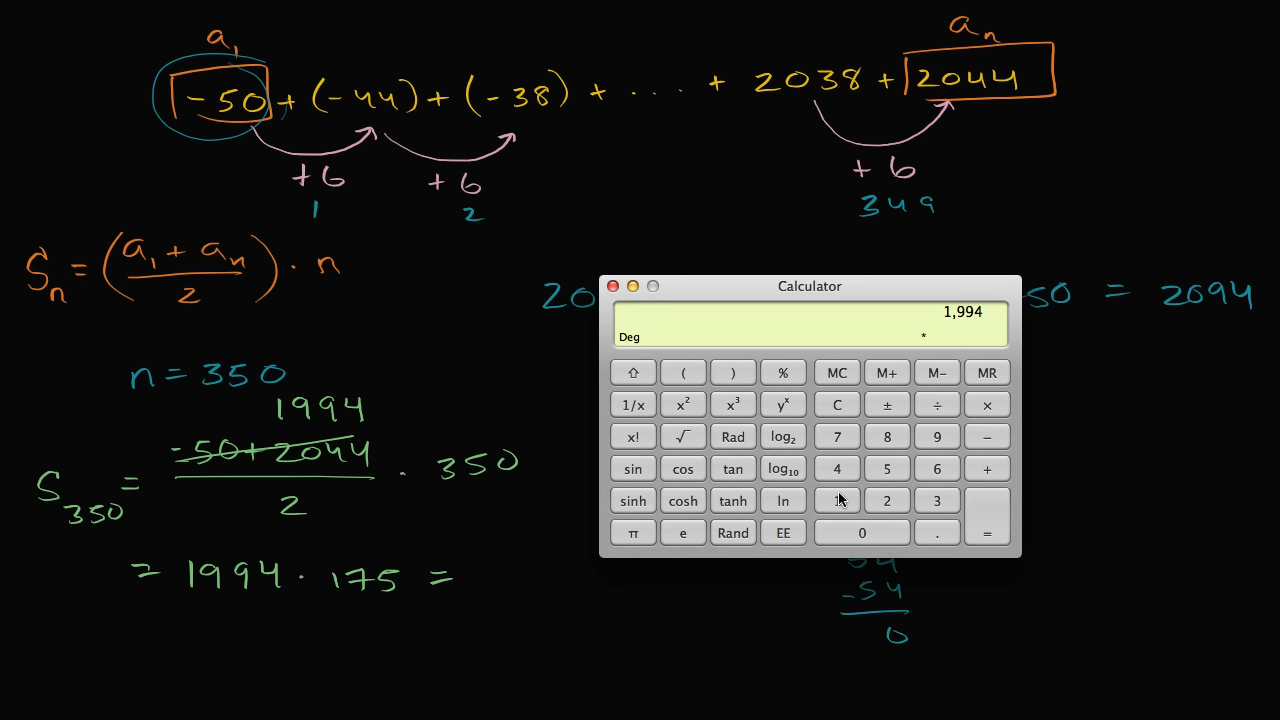 a₁ aₙ
-50 + (-44) + (-38) + . . . . + 2038 + 2044
+6 +6 +6
1 2 349
Sₙ = (a₁ + aₙ / 2) · n
20 50 = 2094
n = 350
1994
S₃₅₀ = -50+2044 / 2 · 350
= 1994 · 175 =
Calculator
1,994
Deg *
⇧ ( ) % MC M+ M- MR
1/x x² x³ yˣ C ± ÷ ×
x! √ Rad log₂ 7 8 9 −
sin cos tan log₁₀ 4 5 6 +
sinh cosh tanh ln 1 2 3
π e Rand EE 0 . =
54
-54
0